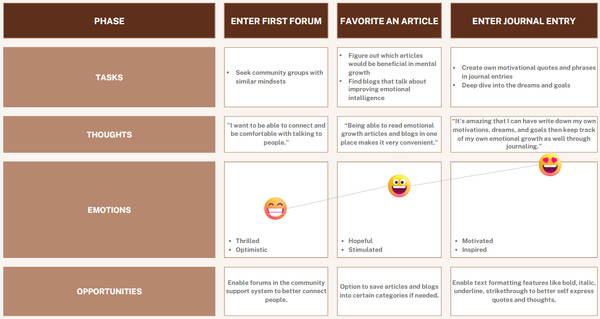 PHASE
ENTER FIRST FORUM
FAVORITE AN ARTICLE
ENTER JOURNAL ENTRY
TASKS
Seek community groups with
similar mindsets
Figure out which articles
would be beneficial in mental
growth
Find blogs that talk about
improving emotional
intelligence
Create own motivational quotes and phrases
in journal entries
Deep dive into the dreams and goals
THOUGHTS
"I want to be able to connect and
be comfortable with talking to
people."
"Being able to read emotional
growth articles and blogs in one
place makes it very convenient."
"It's amazing that I can have write down my own
motivations, dreams, and goals then keep track
of my own emotional growth as well through
journaling."
EMOTIONS
Thrilled
Optimistic
Hopeful
Stimulated
Motivated
Inspired
OPPORTUNITIES
Enable forums in the community
support system to better connect
people.
Option to save articles and blogs
into certain categories if needed.
Enable text formatting features like bold, italic,
underline, strikethrough to better self express
quotes and thoughts.